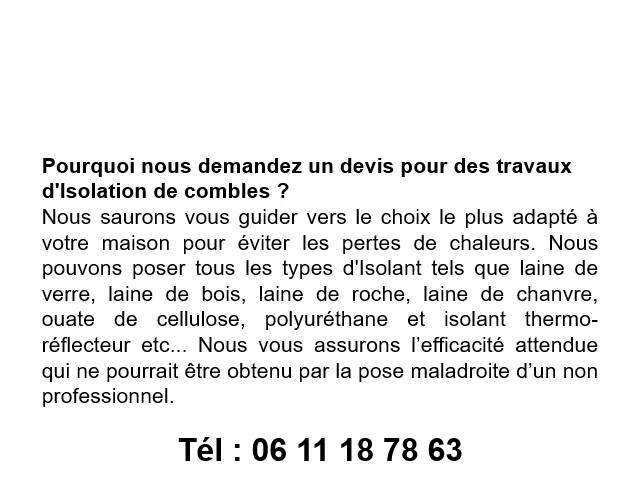 Pourquoi nous demandez un devis pour des travaux
d'Isolation de combles ?
Nous saurons vous guider vers le choix le plus adapté à
votre maison pour éviter les pertes de chaleurs. Nous
pouvons poser tous les types d'Isolant tels que laine de
verre, laine de bois, laine de roche, laine de chanvre,
ouate de cellulose, polyuréthane et isolant thermo-
réflecteur etc... Nous vous assurons l’efficacité attendue
qui ne pourrait être obtenu par la pose maladroite d’un non
professionnel.
Tél : 06 11 18 78 63